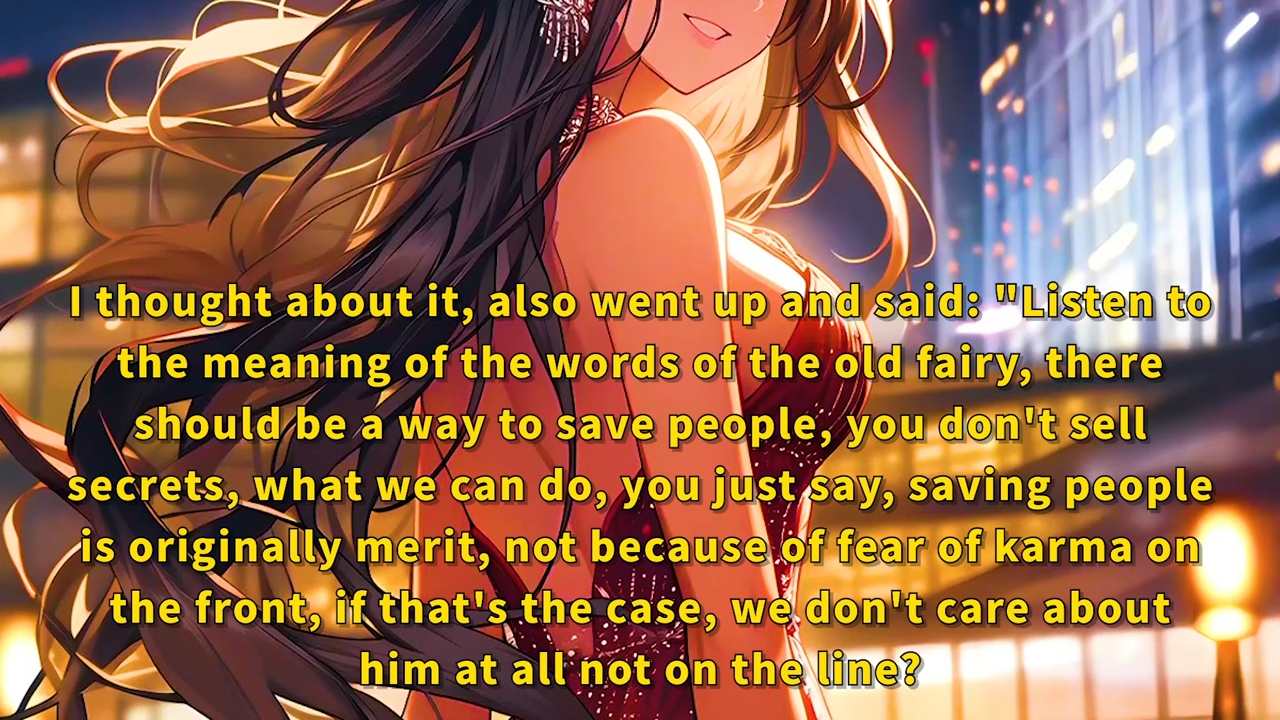 I thought about it, also went up and said: "Listen to
the meaning of the words of the old fairy, there
should be a way to save people, you don't sell
secrets, what we can do, you just say, saving people
is originally merit, not because of fear of karma on
the front, if that's the case, we don't care about
him at all not on the line?